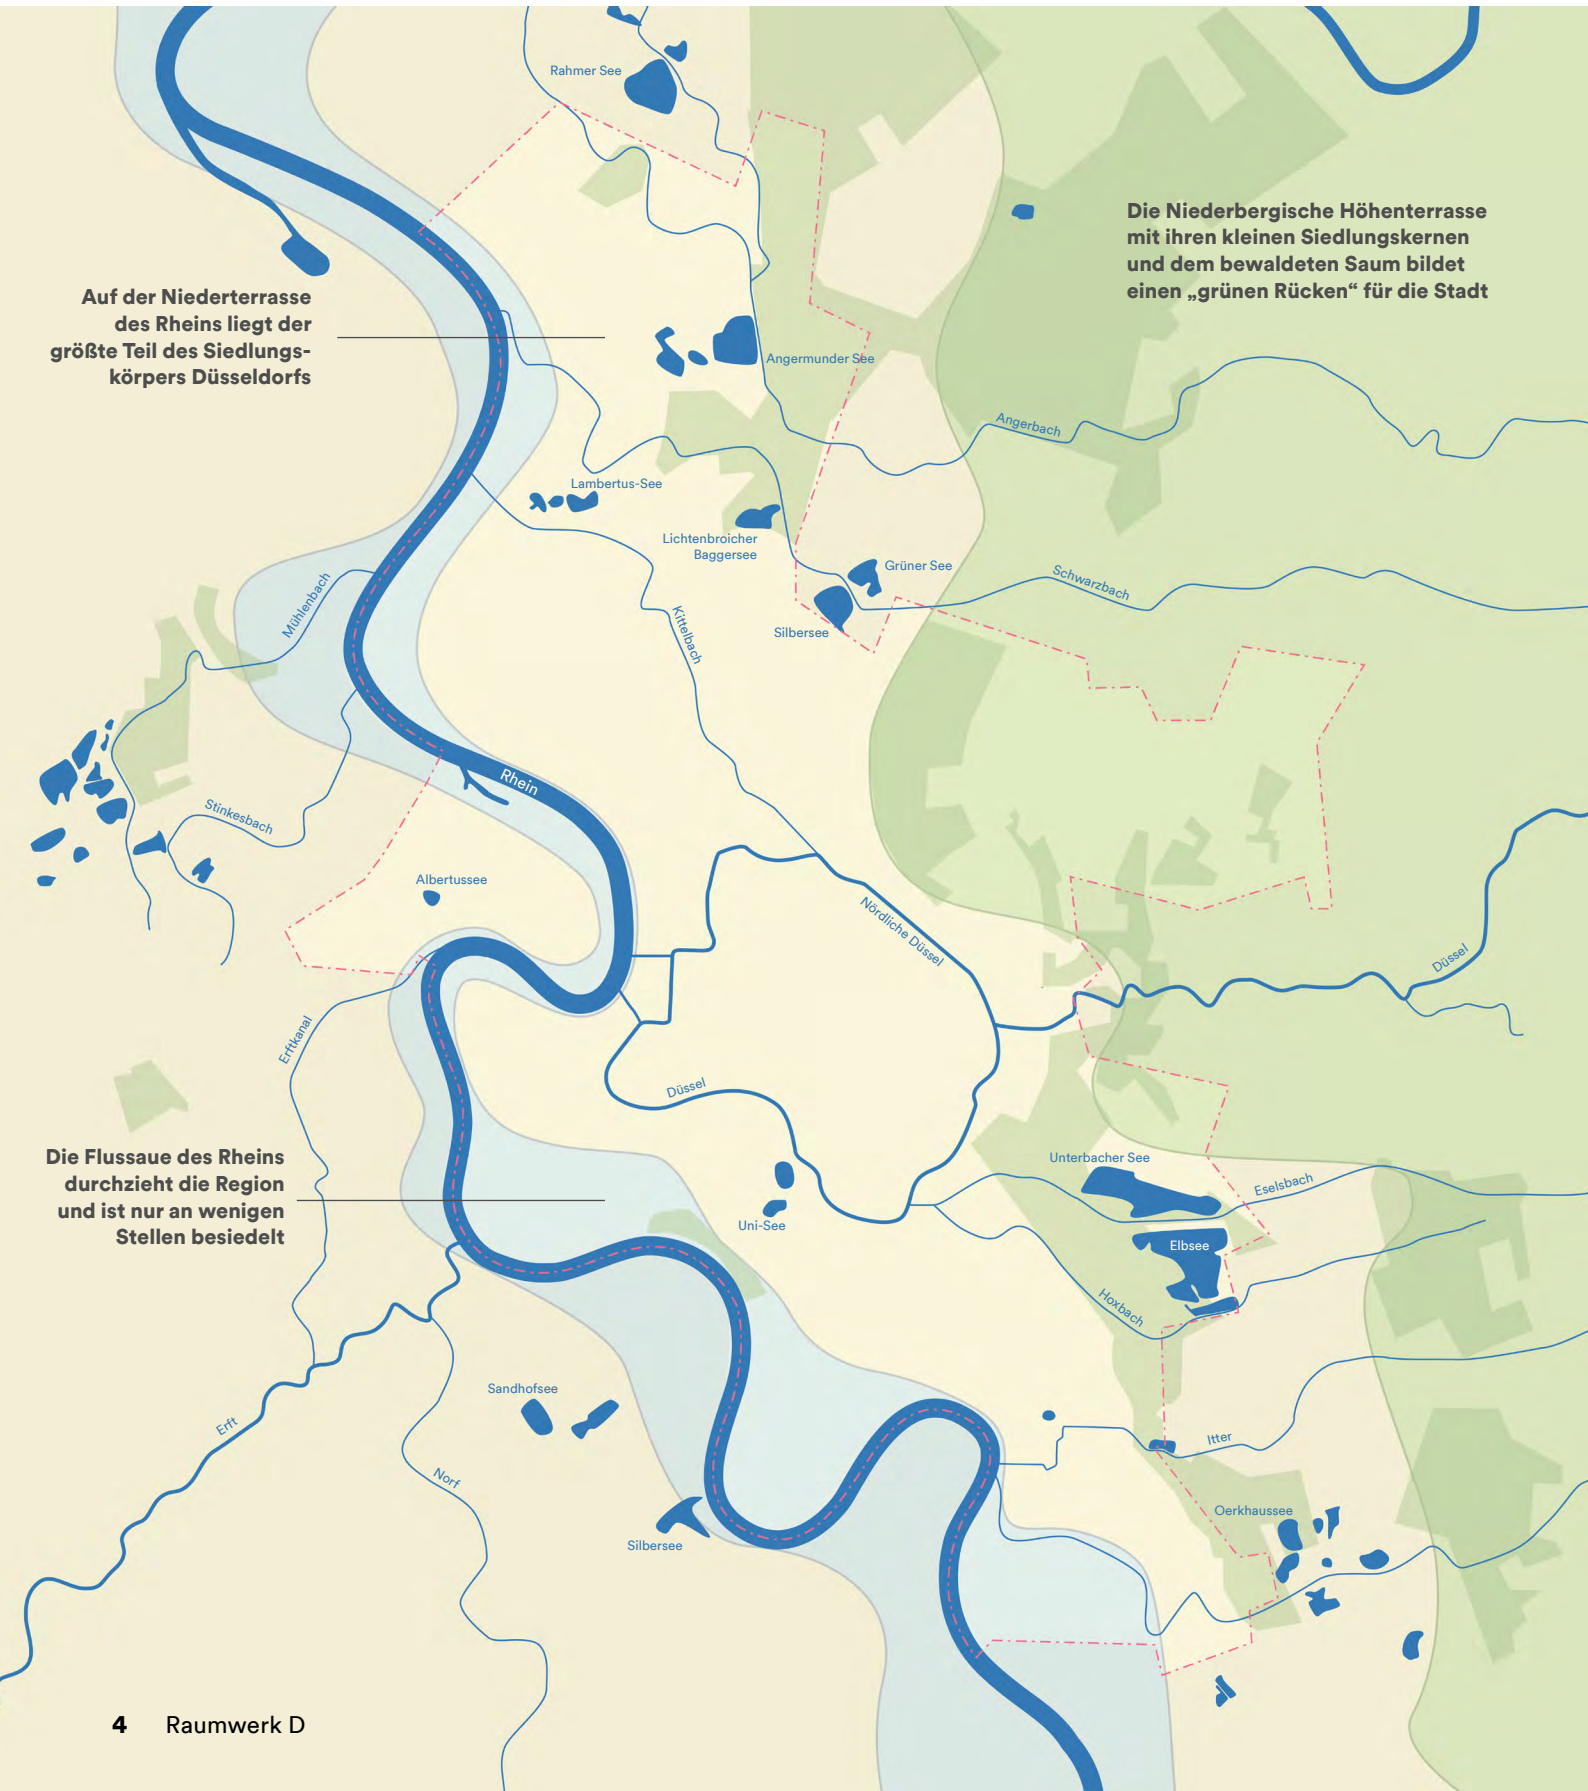 Rahmer See
Die Niederbergische Höhenterrasse
mit ihren kleinen Siedlungskernen
und dem bewaldeten Saum bildet
einen „grünen Rücken“ für die Stadt
Auf der Niederterrasse
des Rheins liegt der
größte Teil des Siedlungs-
körpers Düsseldorfs
Angermunder See
Angerbach
Lambertus-See
Lichtenbroicher
Baggersee
Grüner See
Schwarzbach
Silbersee
Mühlenbach
Kittelbach
Rhein
Stinkesbach
Albertussee
Nördliche Düssel
Düssel
Erftkanal
Düssel
Die Flussaue des Rheins
durchzieht die Region
und ist nur an wenigen
Stellen besiedelt
Unterbacher See
Eselsbach
Uni-See
Elbsee
Hoxbach
Sandhofsee
Erft
Itter
Norf
Oerkhaussee
Silbersee
4 Raumwerk D